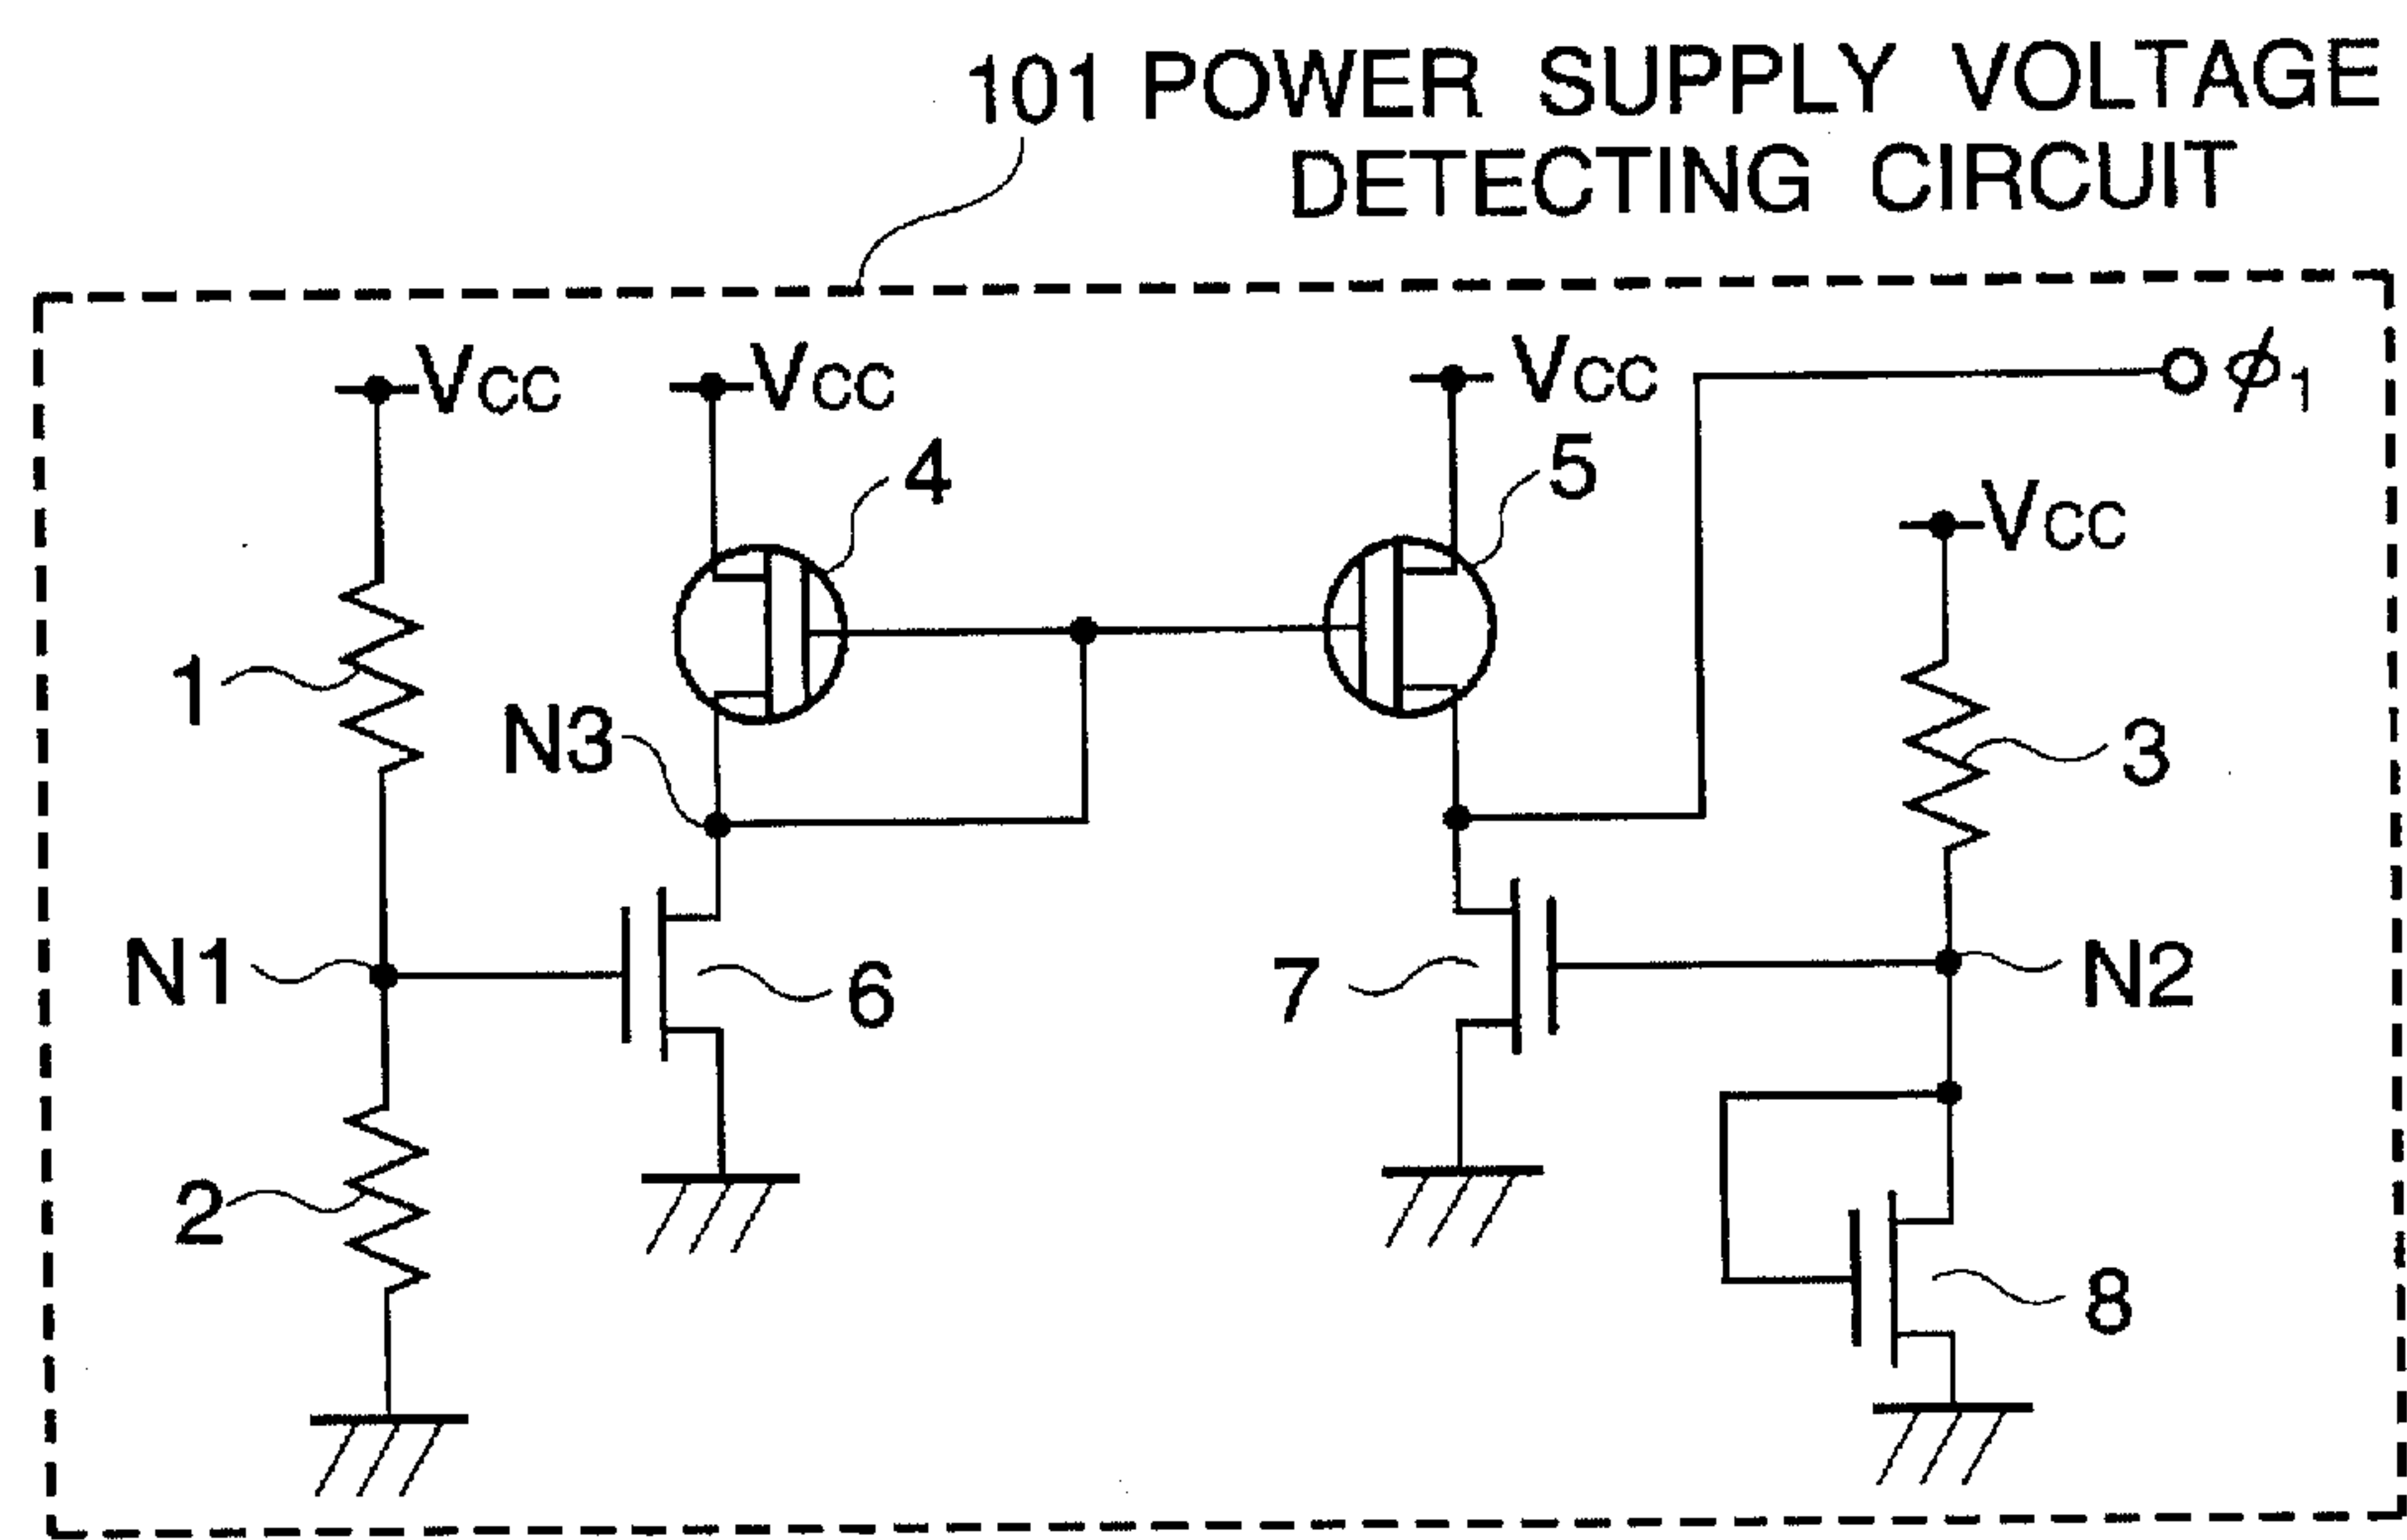 101 POWER SUPPLY VOLTAGE
DETECTING CIRCUIT
Vcc
Vcc
Vcc
ϕ1
4
5
Vcc
1
N3
3
N1
6
7
N2
2
8